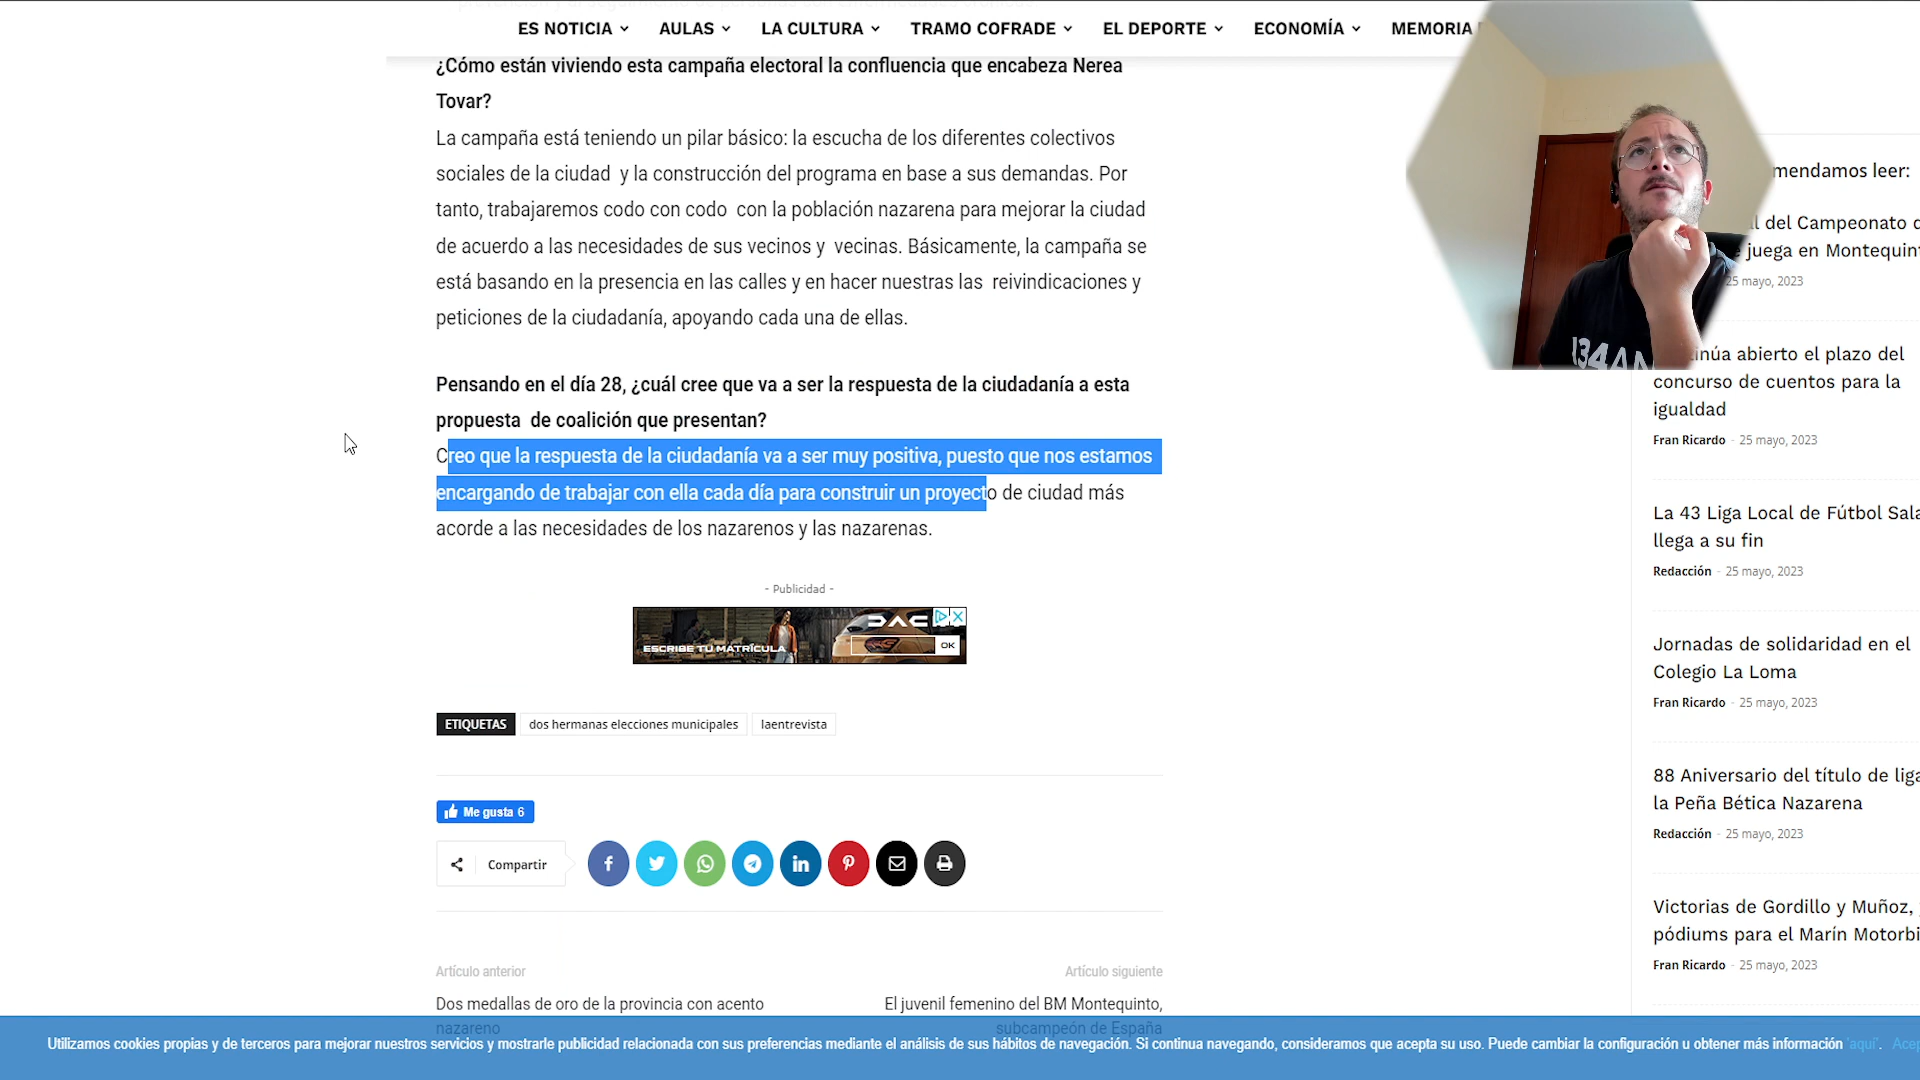 ES NOTICIA
AULAS
LA CULTURA
TRAMO COFRADE
EL DEPORTE
ECONOMÍA
MEMORIA
¿Cómo están viviendo esta campaña electoral la confluencia que encabeza Nerea
Tovar?
La campaña está teniendo un pilar básico: la escucha de los diferentes colectivos
sociales de la ciudad y la construcción del programa en base a sus demandas. Por
tanto, trabajaremos codo con codo con la población nazarena para mejorar la ciudad
de acuerdo a las necesidades de sus vecinos y vecinas. Básicamente, la campaña se
está basando en la presencia en las calles y en hacer nuestras las reivindicaciones y
peticiones de la ciudadanía, apoyando cada una de ellas.
Pensando en el día 28, ¿cuál cree que va a ser la respuesta de la ciudadanía a esta
propuesta de coalición que presentan?
Creo que la respuesta de la ciudadanía va a ser muy positiva, puesto que nos estamos
encargando de trabajar con ella cada día para construir un proyecto de ciudad más
acorde a las necesidades de los nazarenos y las nazarenas.
- Publicidad -
ESCRIBE TU MATRÍCULA
OK
ETIQUETAS
dos hermanas elecciones municipales
laentrevista
Me gusta 6
Compartir
Artículo anterior
Dos medallas de oro de la provincia con acento
nazareno
Artículo siguiente
El juvenil femenino del BM Montequinto,
subcampeón de España
mendamos leer:
del Campeonato
juega en Montequint
25 mayo, 2023
abierto el plazo del
concurso de cuentos para la
igualdad
Fran Ricardo - 25 mayo, 2023
La 43 Liga Local de Fútbol Sala
llega a su fin
Redacción - 25 mayo, 2023
Jornadas de solidaridad en el
Colegio La Loma
Fran Ricardo - 25 mayo, 2023
88 Aniversario del título de liga
la Peña Bética Nazarena
Redacción - 25 mayo, 2023
Victorias de Gordillo y Muñoz,
pódiums para el Marín Motorbi
Fran Ricardo - 25 mayo, 2023
Utilizamos cookies propias y de terceros para mejorar nuestros servicios y mostrarle publicidad relacionada con sus preferencias mediante el análisis de sus hábitos de navegación. Si continua navegando, consideramos que acepta su uso. Puede cambiar la configuración u obtener más información 'aquí'. Acep